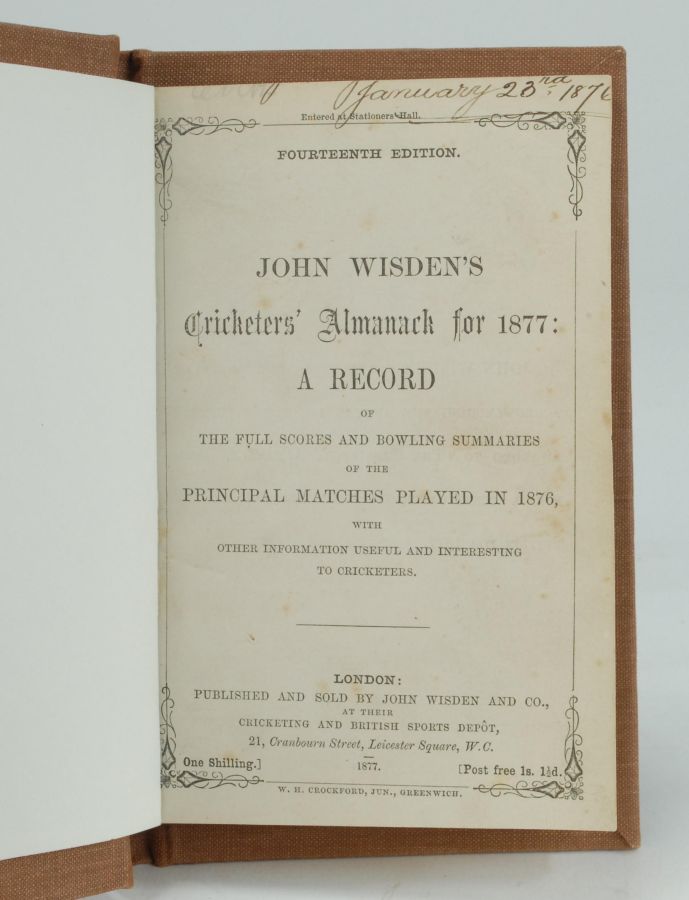 January 23rd 1876
Entered at Stationers' Hall.
FOURTEENTH EDITION.
JOHN WISDEN'S
Cricketers' Almanack for 1877:
A RECORD
OF
THE FULL SCORES AND BOWLING SUMMARIES
OF THE
PRINCIPAL MATCHES PLAYED IN 1876,
WITH
OTHER INFORMATION USEFUL AND INTERESTING
TO CRICKETERS.
LONDON:
PUBLISHED AND SOLD BY JOHN WISDEN AND CO.,
AT THEIR
CRICKETING AND BRITISH SPORTS DEPÔT,
21, Cranbourn Street, Leicester Square, W.C.
One Shilling.] 1877. [Post free 1s. 1½d.
W. H. CROCKFORD, JUN., GREENWICH.